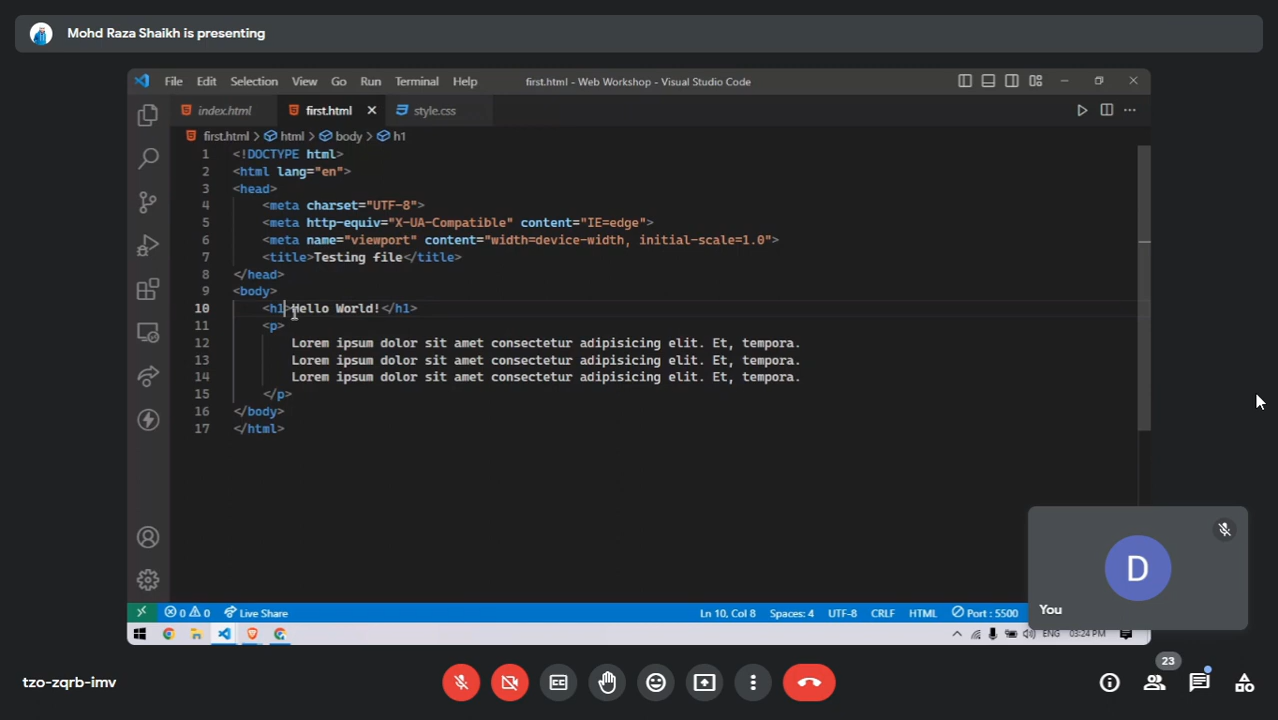 Mohd Raza Shaikh is presenting
File Edit Selection View Go Run Terminal Help
first.html - Web Workshop - Visual Studio Code
index.html
first.html
style.css
first.html > html > body > h1
1 <!DOCTYPE html>
2 <html lang="en">
3 <head>
4 <meta charset="UTF-8">
5 <meta http-equiv="X-UA-Compatible" content="IE=edge">
6 <meta name="viewport" content="width=device-width, initial-scale=1.0">
7 <title>Testing file</title>
8 </head>
9 <body>
10 <h1>Hello World!</h1>
11 <p>
12 Lorem ipsum dolor sit amet consectetur adipisicing elit. Et, tempora.
13 Lorem ipsum dolor sit amet consectetur adipisicing elit. Et, tempora.
14 Lorem ipsum dolor sit amet consectetur adipisicing elit. Et, tempora.
15 </p>
16 </body>
17 </html>
D
You
0 0 Live Share
Ln 10, Col 8 Spaces: 4 UTF-8 CRLF HTML Port : 5500
ENG 03:24 PM
tzo-zqrb-imv
CC
23